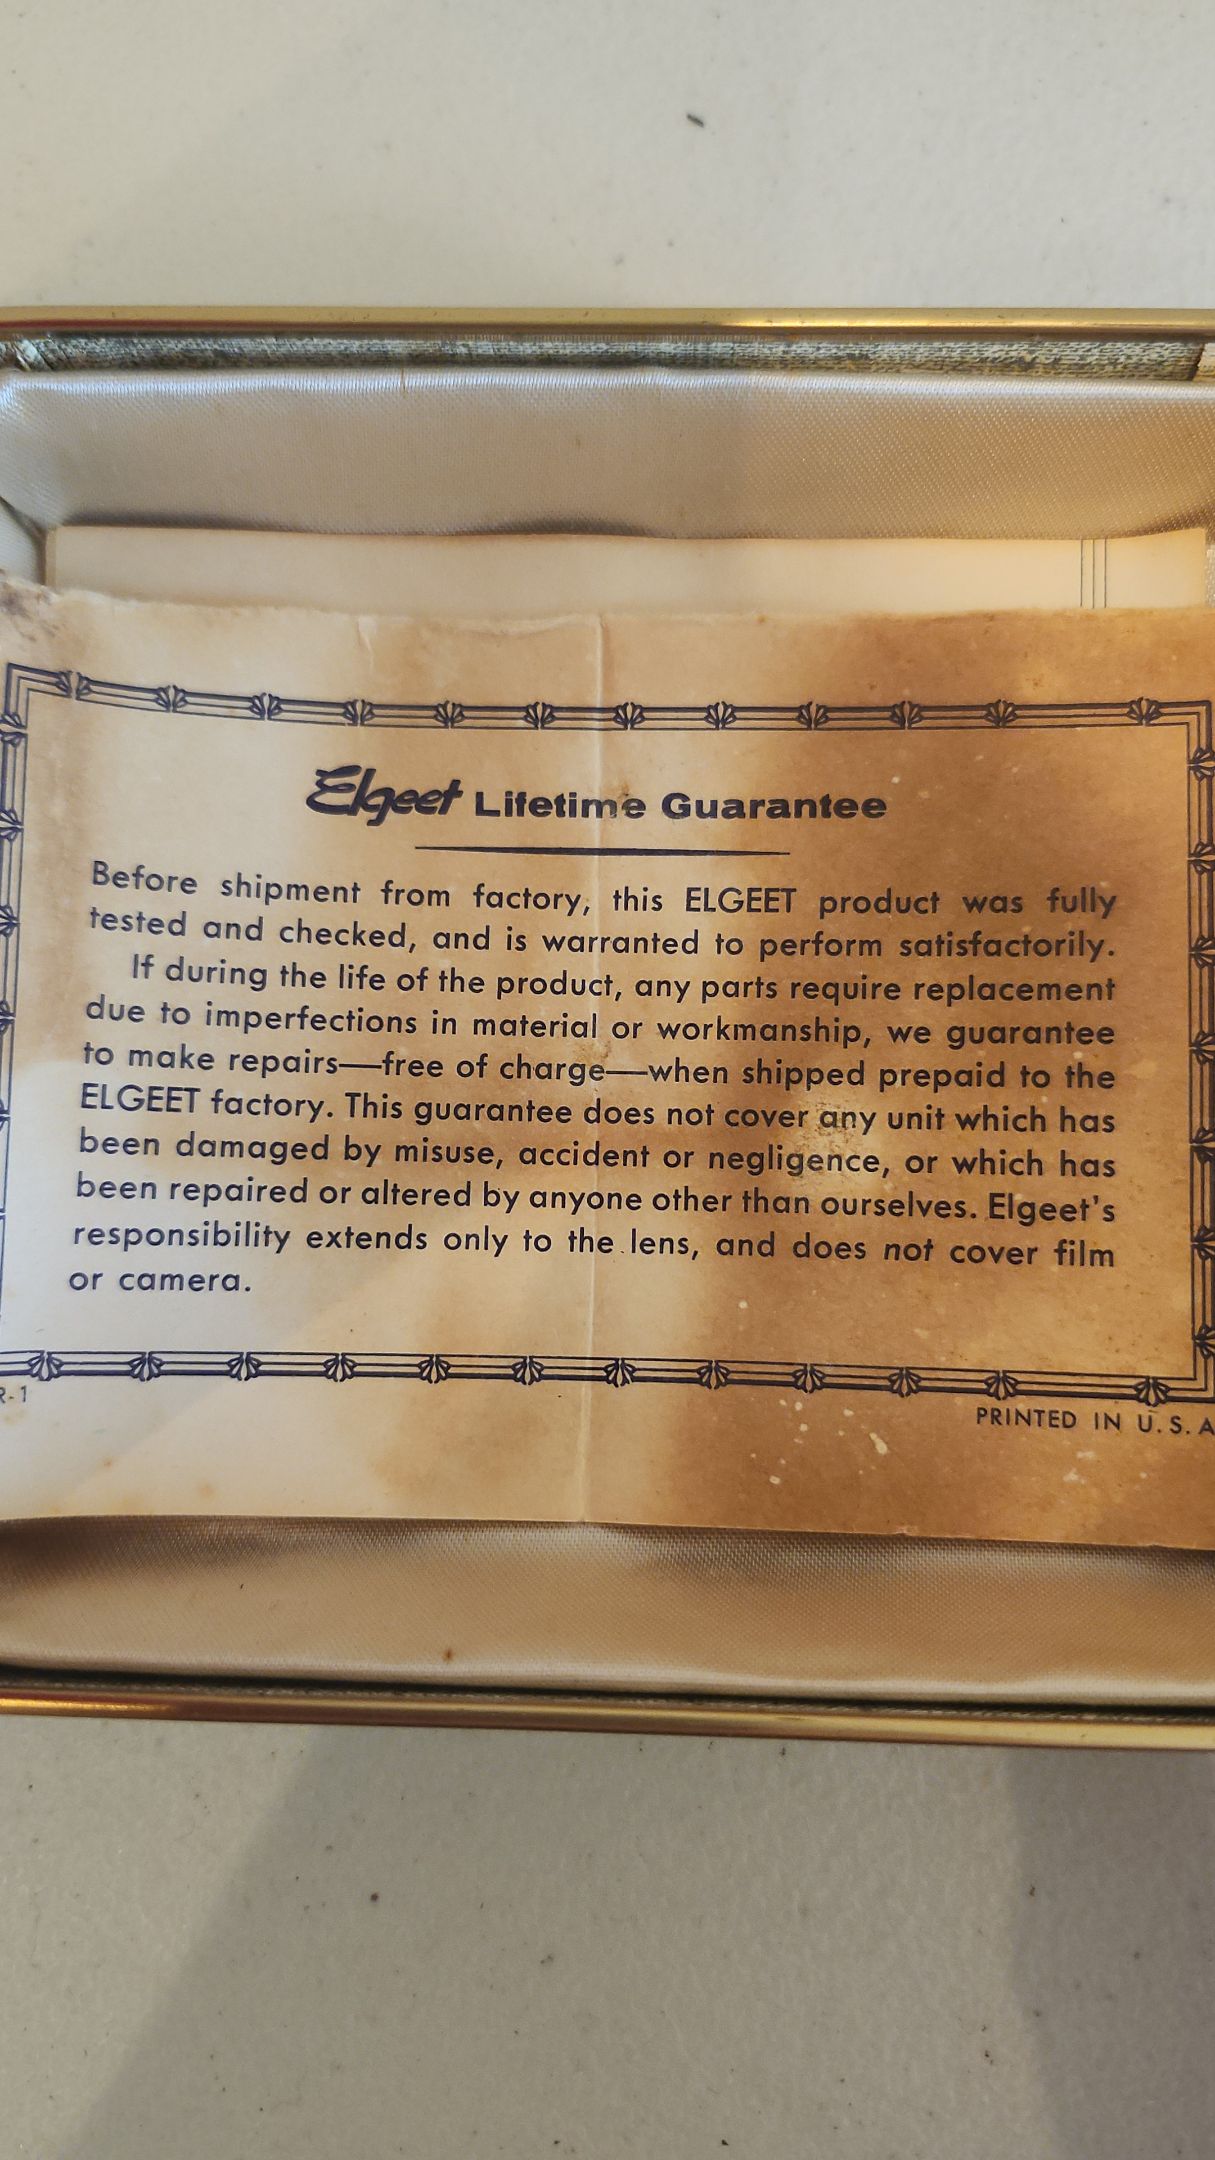 Elgeet Lifetime Guarantee
Before shipment from factory, this ELGEET product was fully
tested and checked, and is warranted to perform satisfactorily.
If during the life of the product, any parts require replacement
due to imperfections in material or workmanship, we guarantee
to make repairs—free of charge—when shipped prepaid to the
ELGEET factory. This guarantee does not cover any unit which has
been damaged by misuse, accident or negligence, or which has
been repaired or altered by anyone other than ourselves. Elgeet's
responsibility extends only to the lens, and does not cover film
or camera.
R-1
PRINTED IN U.S.A